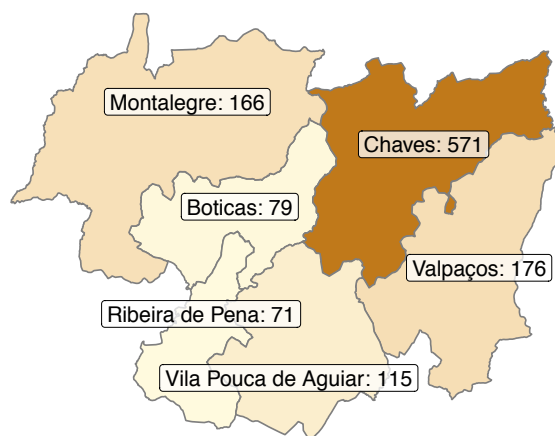 Montalegre: 166
Chaves: 571
Boticas: 79
Valpaços: 176
Ribeira de Pena: 71
Vila Pouca de Aguiar: 115